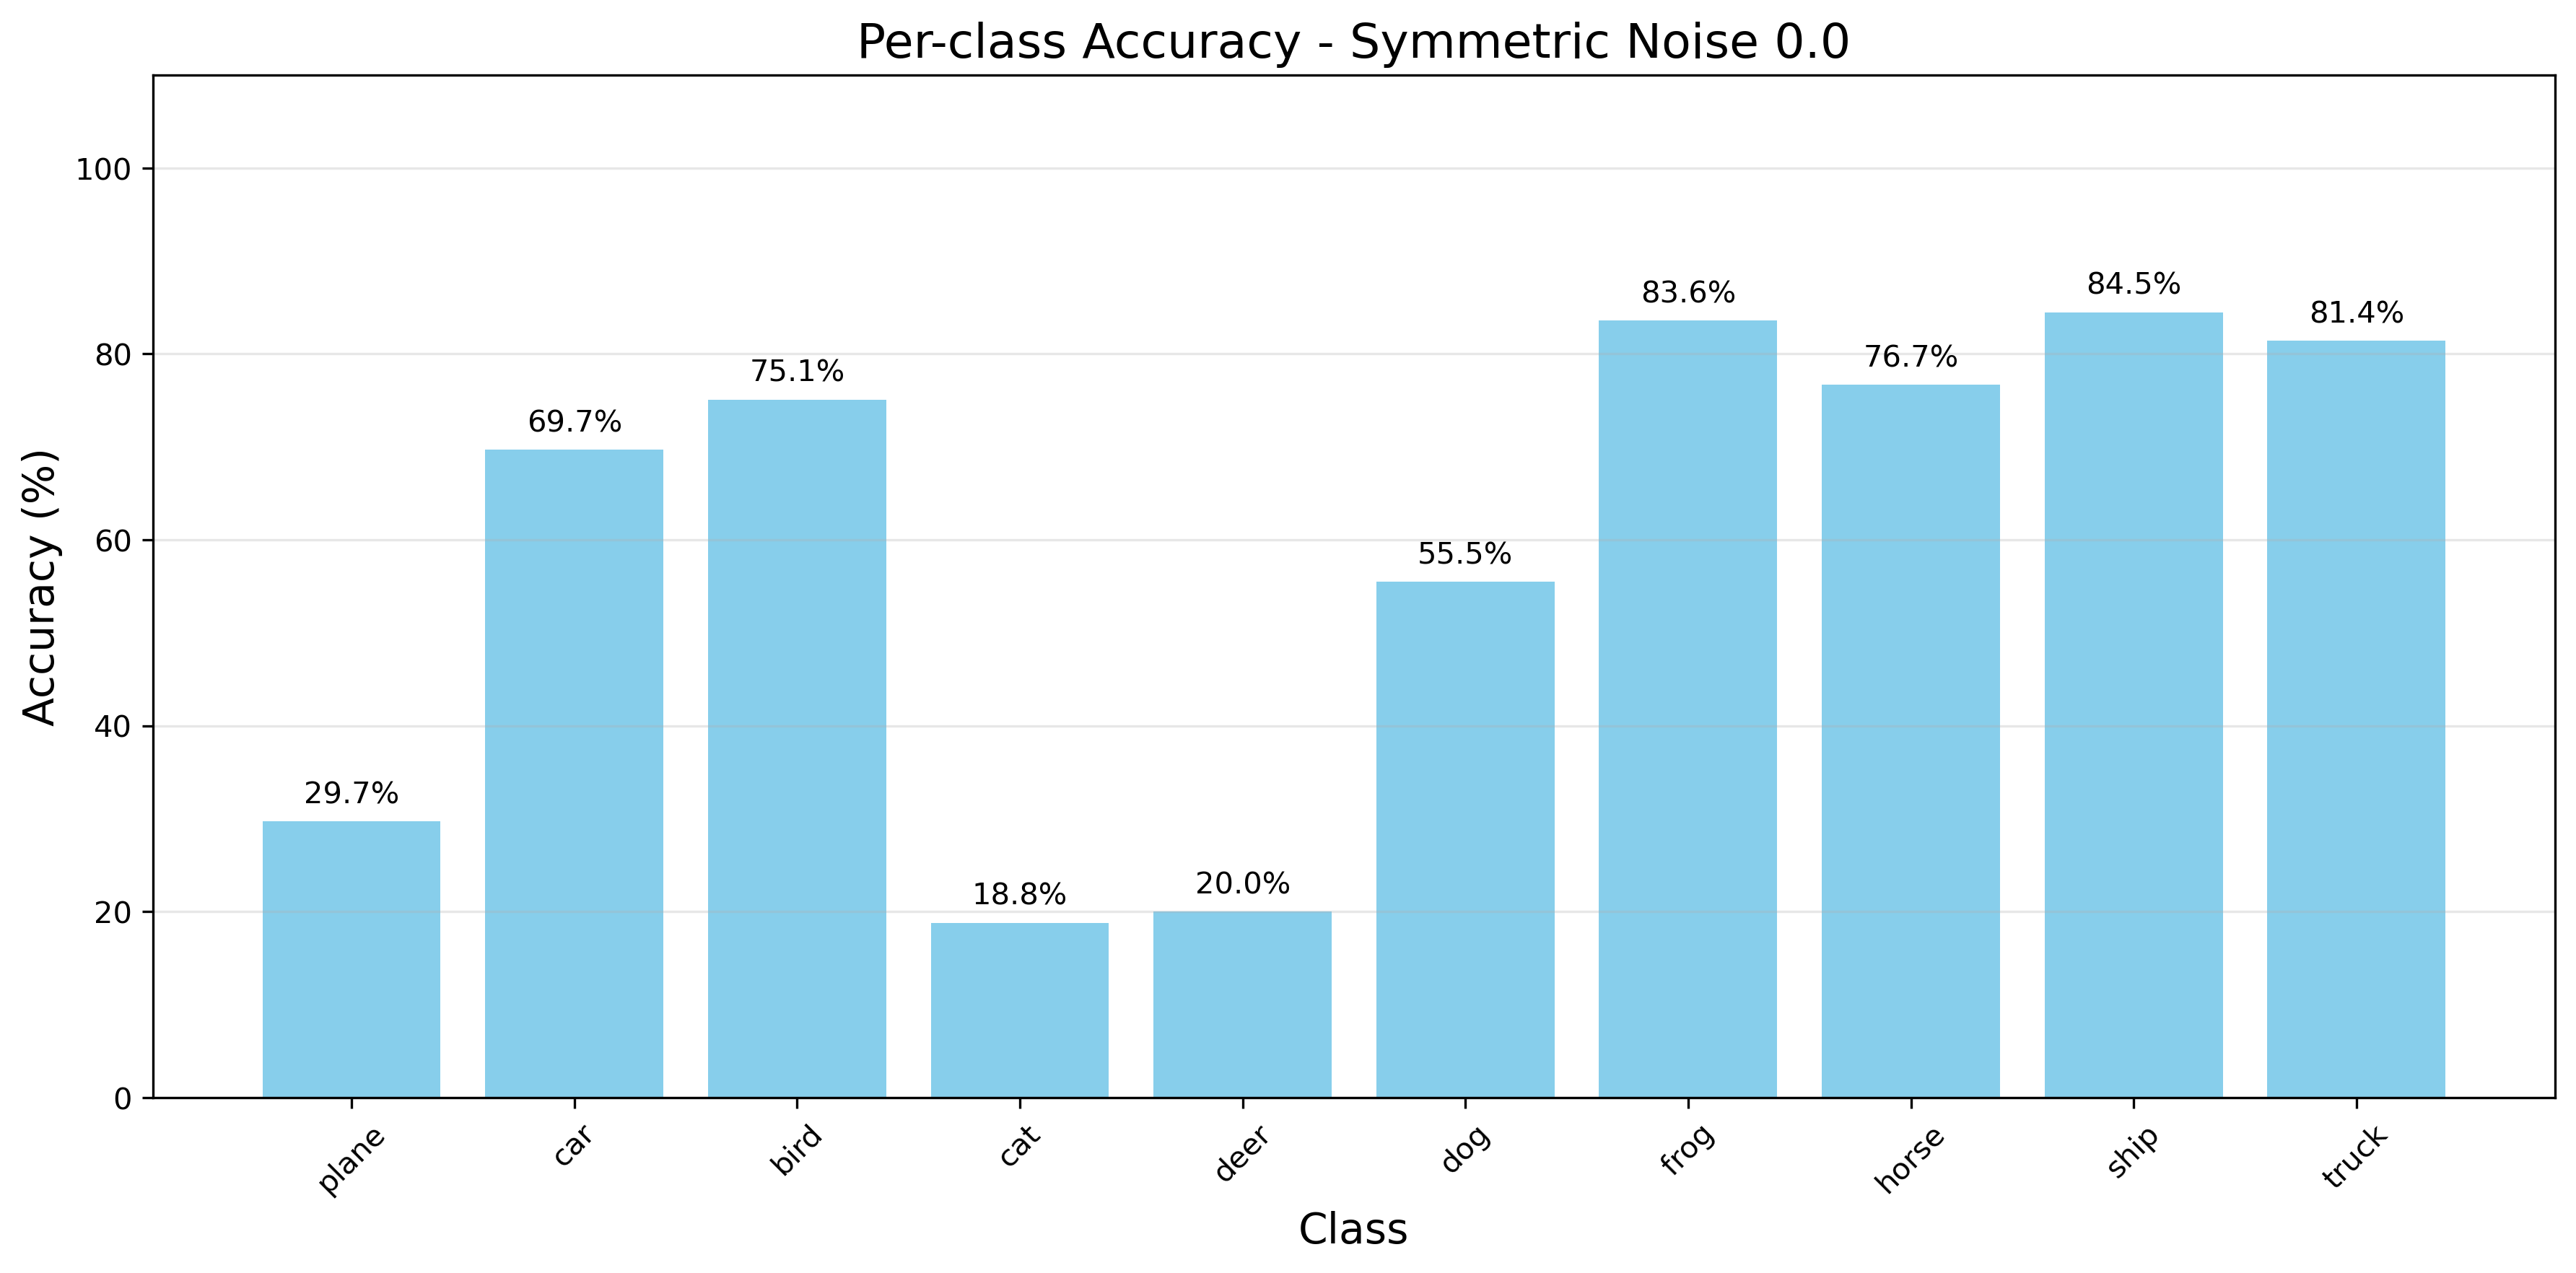 Per-class Accuracy - Symmetric Noise 0.0
Accuracy (%)
100
80
60
40
20
0
29.7%
69.7%
75.1%
18.8%
20.0%
55.5%
83.6%
76.7%
84.5%
81.4%
plane
car
bird
cat
deer
dog
frog
horse
ship
truck
Class